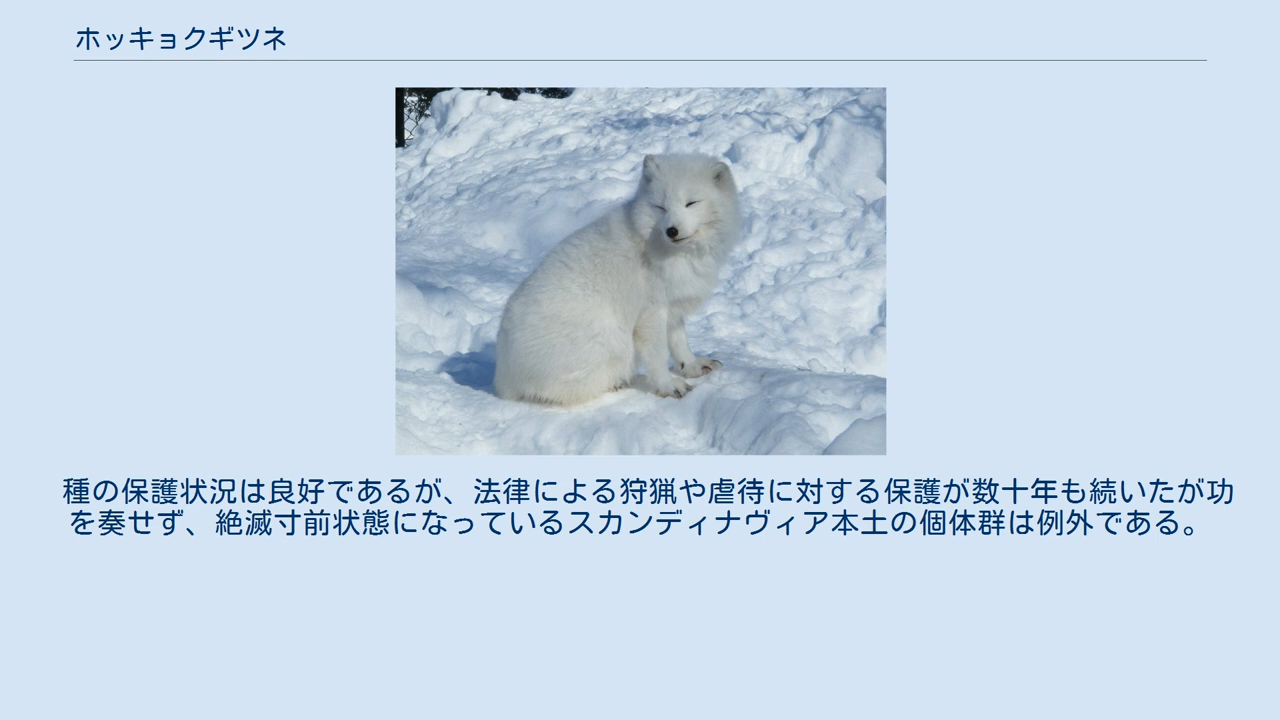 ホッキョクギツネ
種の保護状況は良好であるが、法律による狩猟や虐待に対する保護が数十年も続いたが功
を奏せず、絶滅寸前状態になっているスカンディナヴィア本土の個体群は例外である。